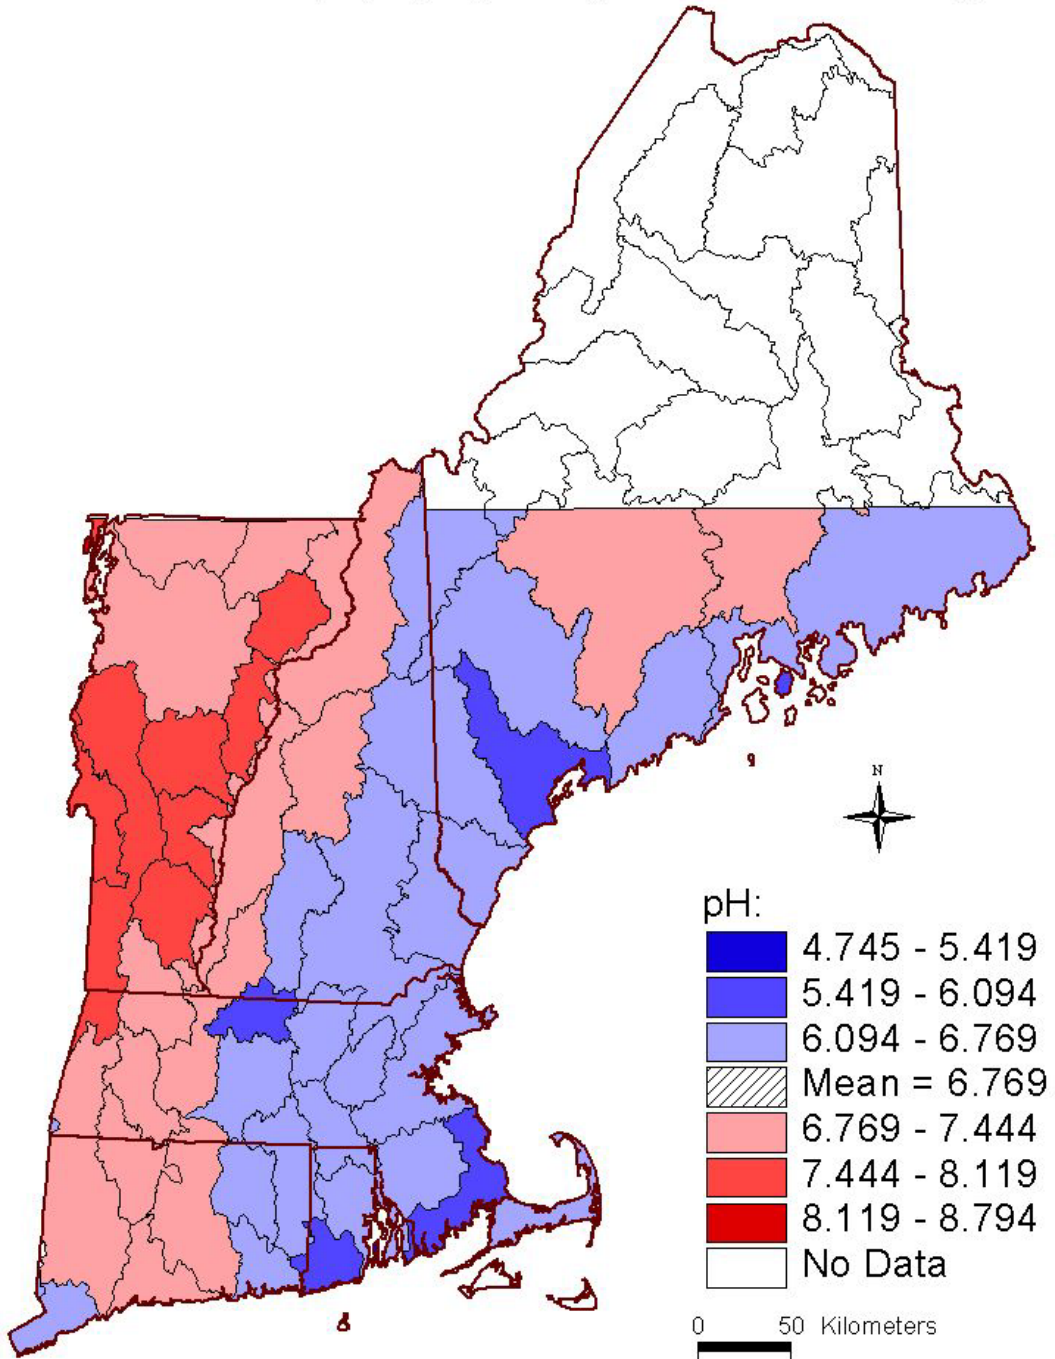 N
pH:
4.745 - 5.419
5.419 - 6.094
6.094 - 6.769
Mean = 6.769
6.769 - 7.444
7.444 - 8.119
8.119 - 8.794
No Data
0 50 Kilometers